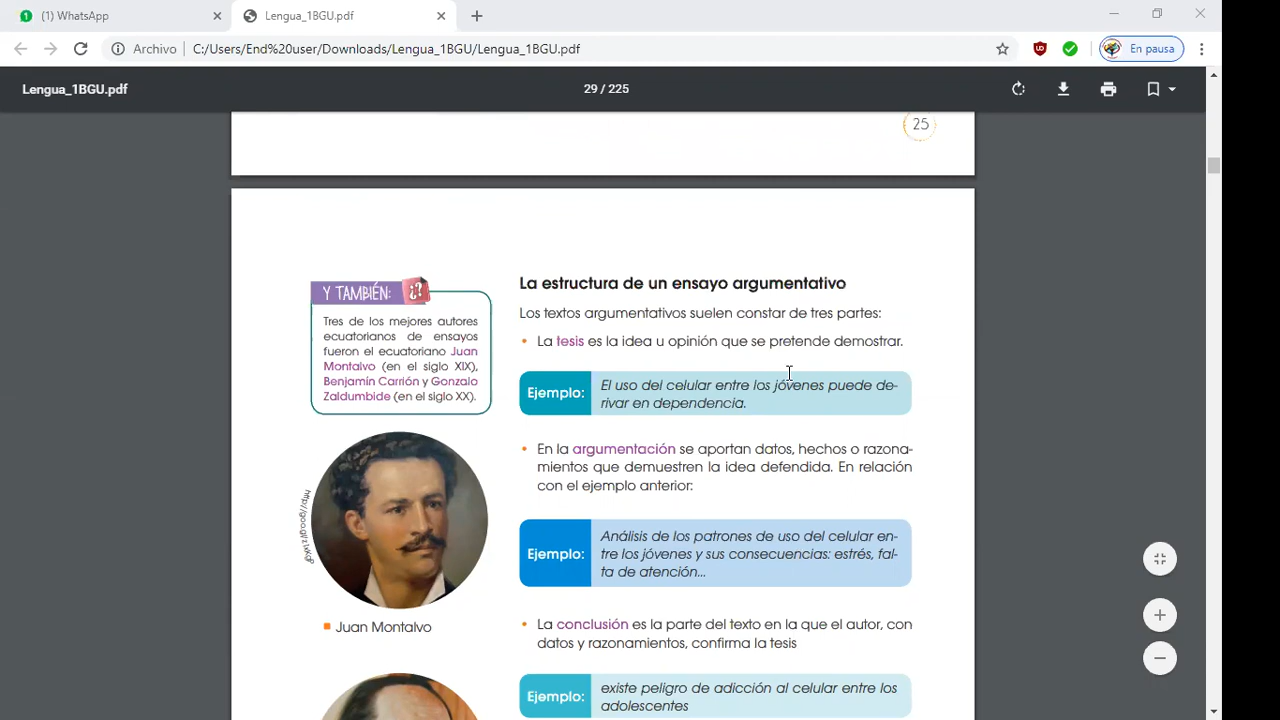 (1) WhatsApp
Lengua_1BGU.pdf
Archivo
C:/Users/End%20user/Downloads/Lengua_1BGU/Lengua_1BGU.pdf
En pausa
Lengua_1BGU.pdf
29 / 225
25
Y TAMBIÉN: ¿?
Tres de los mejores autores
ecuatorianos de ensayos
fueron el ecuatoriano Juan
Montalvo (en el siglo XIX),
Benjamín Carrión y Gonzalo
Zaldumbide (en el siglo XX).
Juan Montalvo
La estructura de un ensayo argumentativo
Los textos argumentativos suelen constar de tres partes:
• La tesis es la idea u opinión que se pretende demostrar.
Ejemplo:
El uso del celular entre los jóvenes puede de-
rivar en dependencia.
• En la argumentación se aportan datos, hechos o razona-
mientos que demuestren la idea defendida. En relación
con el ejemplo anterior:
Ejemplo:
Análisis de los patrones de uso del celular en-
tre los jóvenes y sus consecuencias: estrés, fal-
ta de atención...
• La conclusión es la parte del texto en la que el autor, con
datos y razonamientos, confirma la tesis
Ejemplo:
existe peligro de adicción al celular entre los
adolescentes